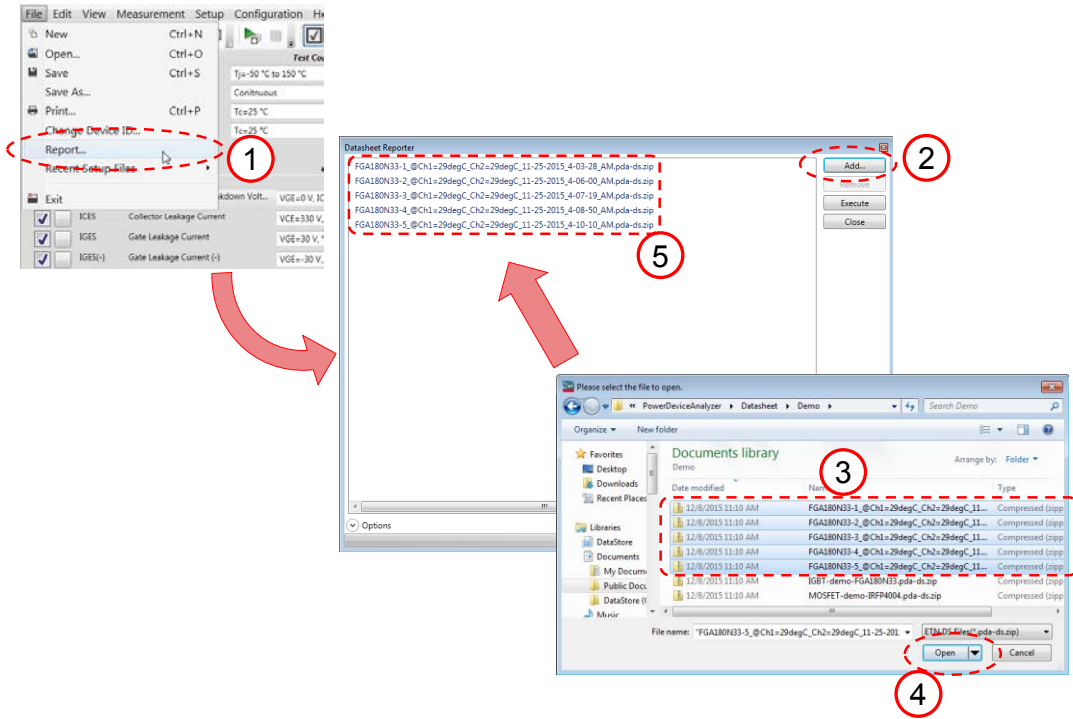 File Edit View Measurement Setup Configuration
New Ctrl+N
Open... Ctrl+O
Save Ctrl+S
Save As...
Print... Ctrl+P
Change Device ID...
Report...
Recent Setup Files
Exit
Tj=-50 °C to 150 °C
Conitnuous
Tc=25 °C
Tc=25 °C
VGE=0 V,
ICES Collector Leakage Current VCE=330 V,
IGES Gate Leakage Current VGE=30 V,
IGES(-) Gate Leakage Current (-) VGE=-30 V,
1
Datasheet Reporter
FGA180N33-1_@Ch1=29degC_Ch2=29degC_11-25-2015_4-03-28_AM.pda-ds.zip
FGA180N33-2_@Ch1=29degC_Ch2=29degC_11-25-2015_4-06-00_AM.pda-ds.zip
FGA180N33-3_@Ch1=29degC_Ch2=29degC_11-25-2015_4-07-19_AM.pda-ds.zip
FGA180N33-4_@Ch1=29degC_Ch2=29degC_11-25-2015_4-08-50_AM.pda-ds.zip
FGA180N33-5_@Ch1=29degC_Ch2=29degC_11-25-2015_4-10-10_AM.pda-ds.zip
Add...
Remove
Execute
Close
2
5
Options
Please select the file to open.
« PowerDeviceAnalyzer Datasheet Demo
Search Demo
Organize New folder
Favorites
Desktop
Downloads
Recent Places
Libraries
DataStore
Documents
My Docum
Public Docu
DataStore (
Music
Documents library
Demo
Arrange by: Folder
3
Date modified Name Type
12/8/2015 11:10 AM FGA180N33-1_@Ch1=29degC_Ch2=29degC_11... Compressed (zipp
12/8/2015 11:10 AM FGA180N33-2_@Ch1=29degC_Ch2=29degC_11... Compressed (zipp
12/8/2015 11:10 AM FGA180N33-3_@Ch1=29degC_Ch2=29degC_11... Compressed (zipp
12/8/2015 11:10 AM FGA180N33-4_@Ch1=29degC_Ch2=29degC_11... Compressed (zipp
12/8/2015 11:10 AM FGA180N33-5_@Ch1=29degC_Ch2=29degC_11... Compressed (zipp
12/8/2015 11:10 AM IGBT-demo-FGA180N33.pda-ds.zip Compressed (zipp
12/8/2015 11:10 AM MOSFET-demo-IRFP4004.pda-ds.zip Compressed (zipp
File name: "FGA180N33-5_@Ch1=29degC_Ch2=29degC_11-25-201
ETN-DS Files(*.pda-ds.zip)
Open Cancel
4